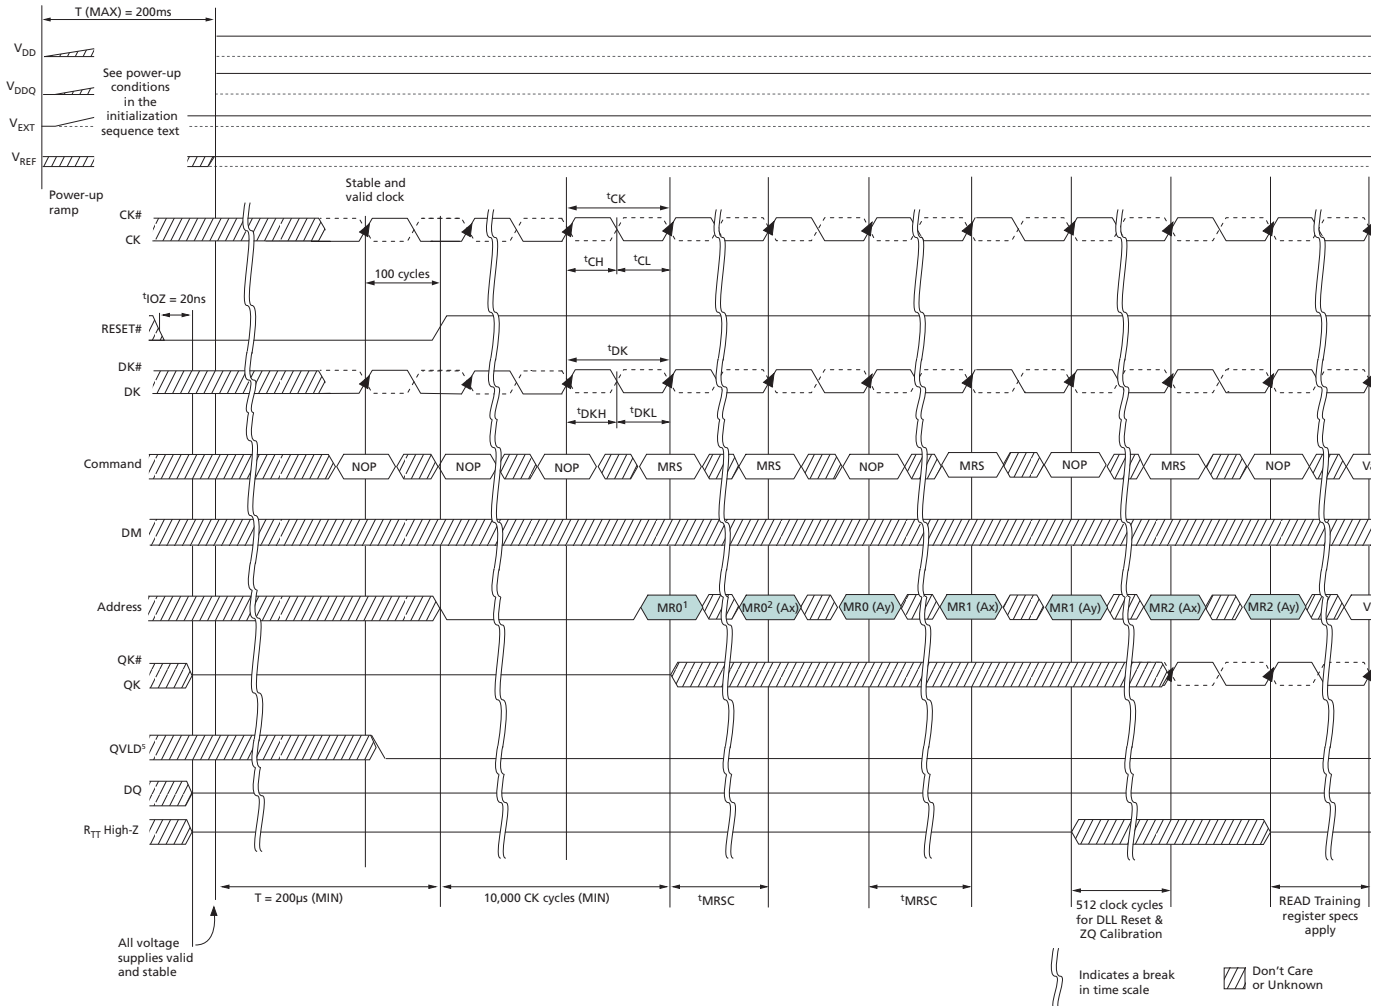 T (MAX) = 200ms
VDD
VDDQ
VEXT
VREF
See power-up
conditions
in the
initialization
sequence text
Power-up
ramp
Stable and
valid clock
CK#
CK
tCK
tCH
tCL
100 cycles
tIOZ = 20ns
RESET#
DK#
DK
tDK
tDKH
tDKL
Command
NOP
NOP
NOP
MRS
MRS
NOP
MRS
NOP
MRS
NOP
DM
Address
MR0¹
MR0² (Ax)
MR0 (Ay)
MR1 (Ax)
MR1 (Ay)
MR2 (Ax)
MR2 (Ay)
V
QK#
QK
QVLD⁵
DQ
RTT High-Z
T = 200μs (MIN)
10,000 CK cycles (MIN)
tMRSC
tMRSC
512 clock cycles
for DLL Reset &
ZQ Calibration
READ Training
register specs
apply
All voltage
supplies valid
and stable
Indicates a break
in time scale
Don't Care
or Unknown